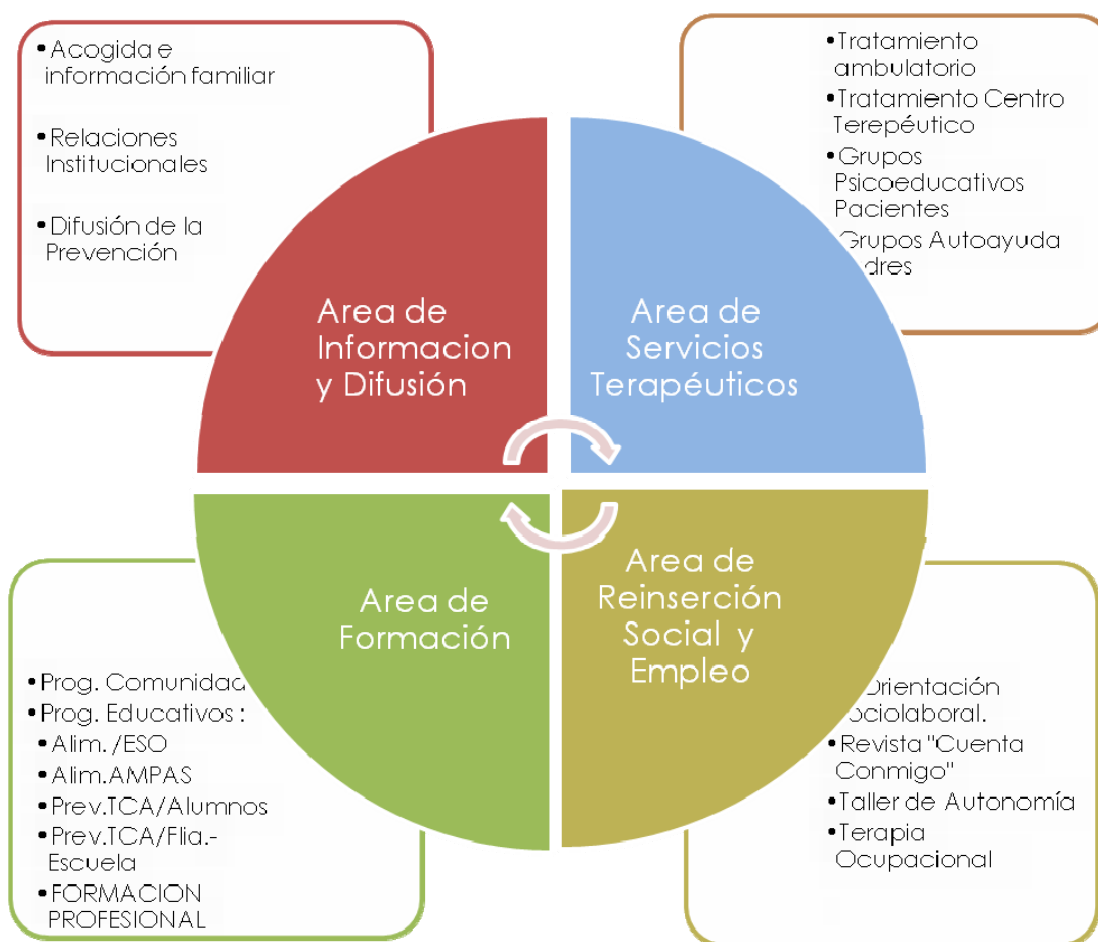 •Acogida e
información familiar
•Relaciones
Institucionales
•Difusión de la
Prevención
•Tratamiento
ambulatorio
•Tratamiento Centro
Terepéutico
•Grupos
Psicoeducativos
Pacientes
Grupos Autoayuda
Area de
Informacion
y Difusión
Area de
Servicios
Terapéuticos
Area de
Formación
Area de
Reinserción
Social y
Empleo
•Prog. Comunidad
•Prog. Educativos :
•Alim./ESO
•Alim.AMPAS
•Prev.TCA/Alumnos
•Prev.TCA/Flia.-
Escuela
•FORMACION
PROFESIONAL
Orientación
•Revista "Cuenta
Conmigo"
•Taller de Autonomía
•Terapia
Ocupacional